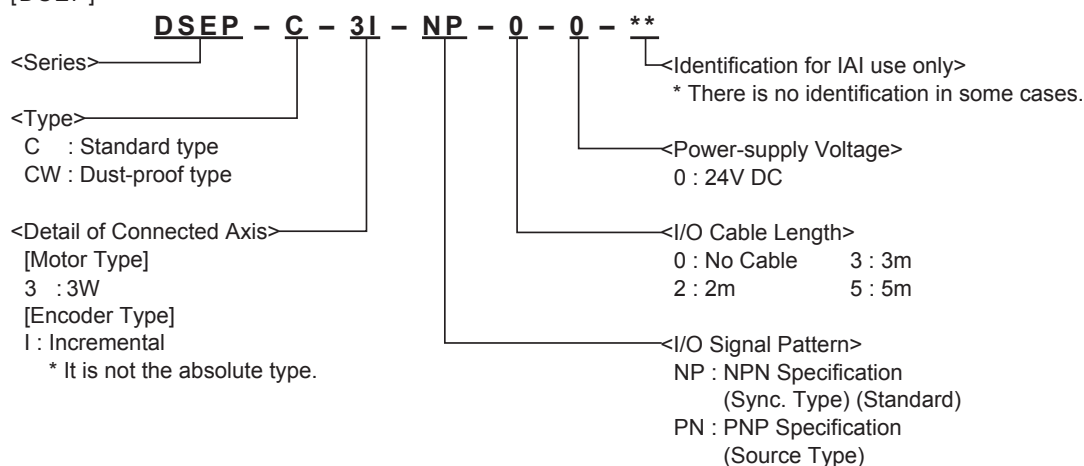 DSEP – C – 3I – NP – 0 – 0 – **
<Series>
<Type>
C : Standard type
CW : Dust-proof type
<Detail of Connected Axis>
[Motor Type]
3 : 3W
[Encoder Type]
I : Incremental
* It is not the absolute type.
<Identification for IAI use only>
* There is no identification in some cases.
<Power-supply Voltage>
0 : 24V DC
<I/O Cable Length>
0 : No Cable 3 : 3m
2 : 2m 5 : 5m
<I/O Signal Pattern>
NP : NPN Specification
(Sync. Type) (Standard)
PN : PNP Specification
(Source Type)